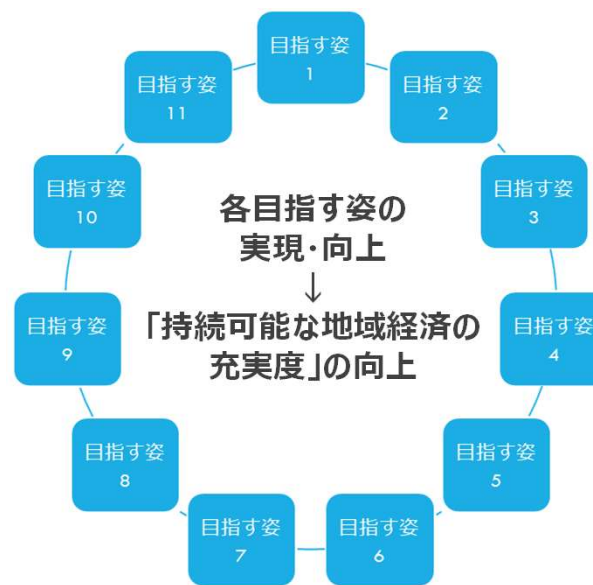 目指す姿
1
目指す姿
2
目指す姿
3
目指す姿
4
目指す姿
5
目指す姿
6
目指す姿
7
目指す姿
8
目指す姿
9
目指す姿
10
目指す姿
11
各目指す姿の
実現・向上
↓
「持続可能な地域経済の
充実度」の向上